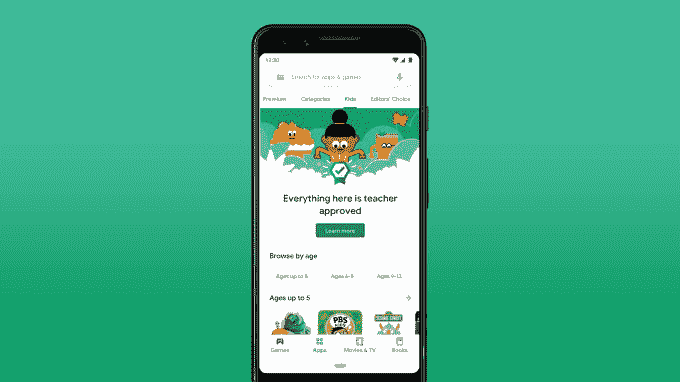 12:30
Search for apps & games
Premium Categories Kids Editors' Choice
Everything here is teacher
approved
Learn more
Browse by age
Ages up to 5 Ages 6-8 Ages 9-12
Ages up to 5
PBS
KIDS
Games Apps Movies & TV Books